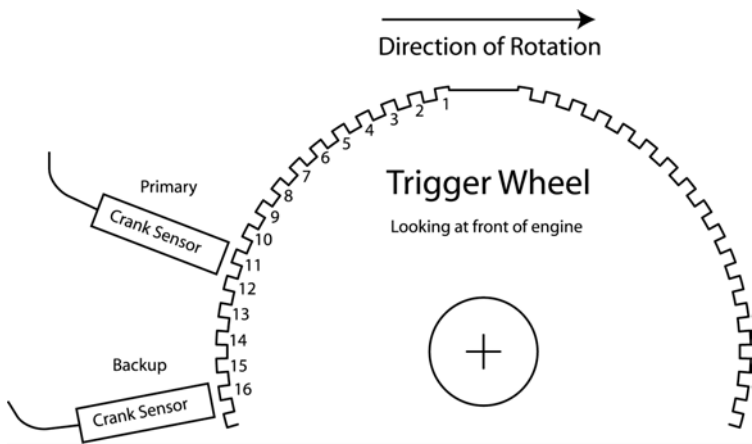 Direction of Rotation
1
2
3
4
5
6
7
8
9
10
11
12
13
14
15
16
Primary
Crank Sensor
Trigger Wheel
Looking at front of engine
Backup
Crank Sensor